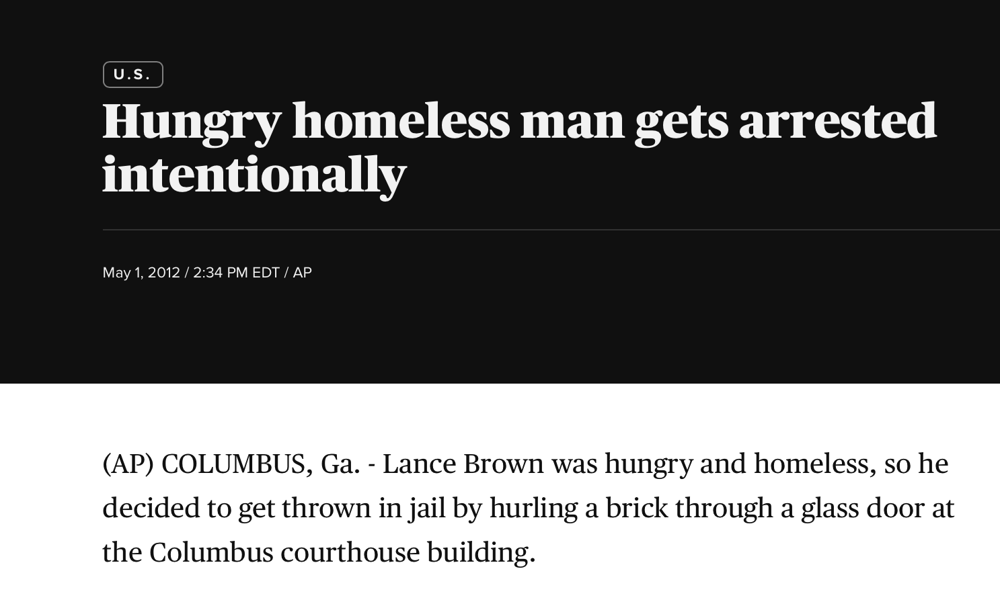 U.S.
Hungry homeless man gets arrested
intentionally
May 1, 2012 / 2:34 PM EDT / AP
(AP) COLUMBUS, Ga. - Lance Brown was hungry and homeless, so he
decided to get thrown in jail by hurling a brick through a glass door at
the Columbus courthouse building.